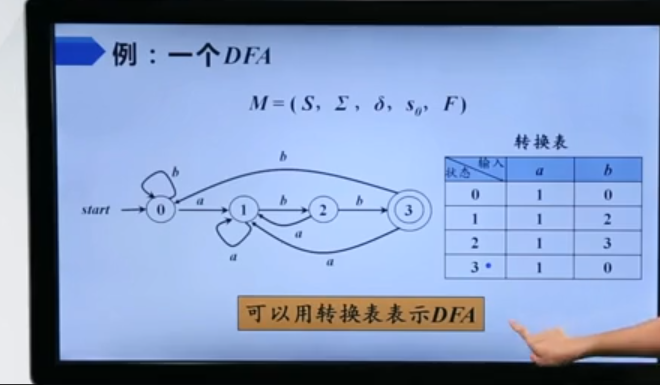 例：一个DFA
M = ( S, Σ, δ, s₀, F )
转换表
输入
状态 a b
0 1 0
1 1 2
2 1 3
3 1 0
b
b
start 0 a 1 b 2 b 3
a
a
a
可以用转换表表示DFA